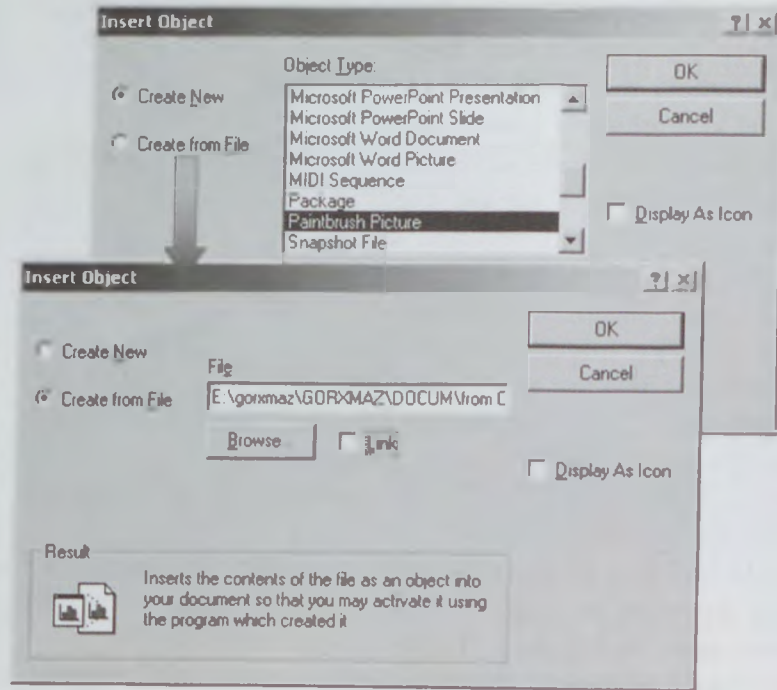 Insert Object
Object Type:
Create New
Create from File
Microsoft PowerPoint Presentation
Microsoft PowerPoint Slide
Microsoft Word Document
Microsoft Word Picture
MIDI Sequence
Package
Paintbrush Picture
Snapshot File
OK
Cancel
Display As Icon
Insert Object
Create New
Create from File
File
E:\gorxmaz\GORXMAZ\DOCUM\from C
Browse
Link
OK
Cancel
Display As Icon
Result
Inserts the contents of the file as an object into
your document so that you may activate it using
the program which created it